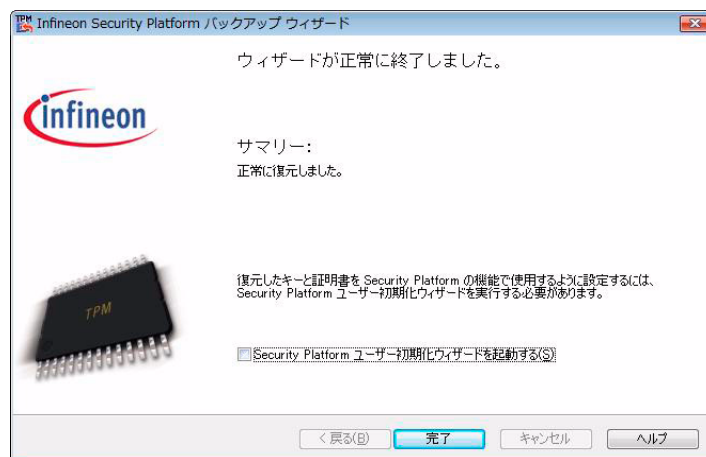 TPM
Infineon Security Platform バックアップ ウィザード
ウィザードが正常に終了しました。
infineon
サマリー:
正常に復元しました。
復元したキーと証明書を Security Platform の機能で使用するように設定するには、
Security Platform ユーザー初期化ウィザードを実行する必要があります。
TPM
Security Platform ユーザー初期化ウィザードを起動する(S)
< 戻る(B)
完了
キャンセル
ヘルプ